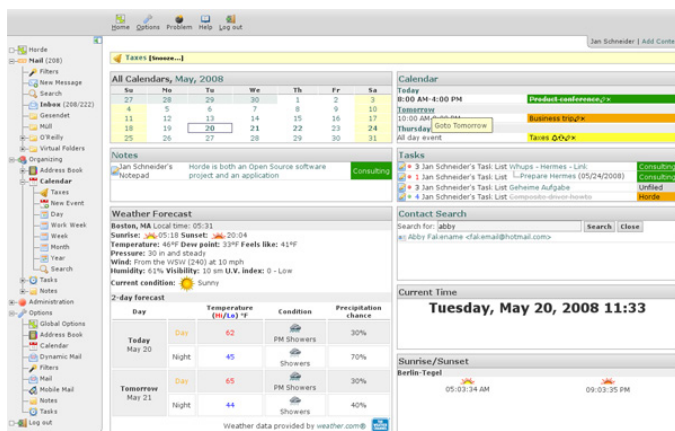 Home Options Problem Help Log out
Jan Schneider | Add Conte
Horde
Mail (208)
Filters
New Message
Search
Inbox (208/222)
Gesendet
Müll
O'Reilly
Virtual Folders
Organizing
Address Book
Calendar
Taxes
New Event
Day
Work Week
Week
Month
Year
Search
Tasks
Notes
Administration
Options
Global Options
Address Book
Calendar
Dynamic Mail
Filters
Mail
Mobile Mail
Notes
Tasks
Log out
Taxes [Snooze...]
All Calendars, May, 2008
Su Mo Tu We Th Fr Sa
27 28 29 30 1 2 3
4 5 6 7 8 9 10
11 12 13 14 15 16 17
18 19 20 21 22 23 24
25 26 27 28 29 30 31
Notes
Jan Schneider's Notepad
Horde is both an Open Source software project and an application
Consulting
Weather Forecast
Boston, MA Local time: 05:31
Sunrise: 05:18 Sunset: 20:04
Temperature: 46°F Dew point: 33°F Feels like: 41°F
Pressure: 30 in and steady
Wind: From the WSW (240) at 10 mph
Humidity: 61% Visibility: 10 sm U.V. index: 0 - Low
Current condition: Sunny
2-day forecast
Day Temperature (Hi/Lo) °F Condition Precipitation chance
Today May 20
Day 62 PM Showers 30%
Night 45 Showers 70%
Tomorrow May 21
Day 65 PM Showers 30%
Night 44 Showers 40%
Weather data provided by weather.com®
Calendar
Today
8:00 AM-4:00 PM Product conference
Tomorrow
10:00 AM Business trip
Goto Tomorrow
Thursday
All day event Taxes
Tasks
3 Jan Schneider's Task List Whups - Hermes - Link: Consulting
1 Jan Schneider's Task List Prepare Hermes (05/24/2008) Consulting
3 Jan Schneider's Task List Geheime Aufgabe Unfiled
4 Jan Schneider's Task List Composite driver howto Horde
Contact Search
Search for: abby Search Close
Abby Fakename <fakemail@hotmail.com>
Current Time
Tuesday, May 20, 2008 11:33
Sunrise/Sunset
Berlin-Tegel
05:03:34 AM 09:03:35 PM